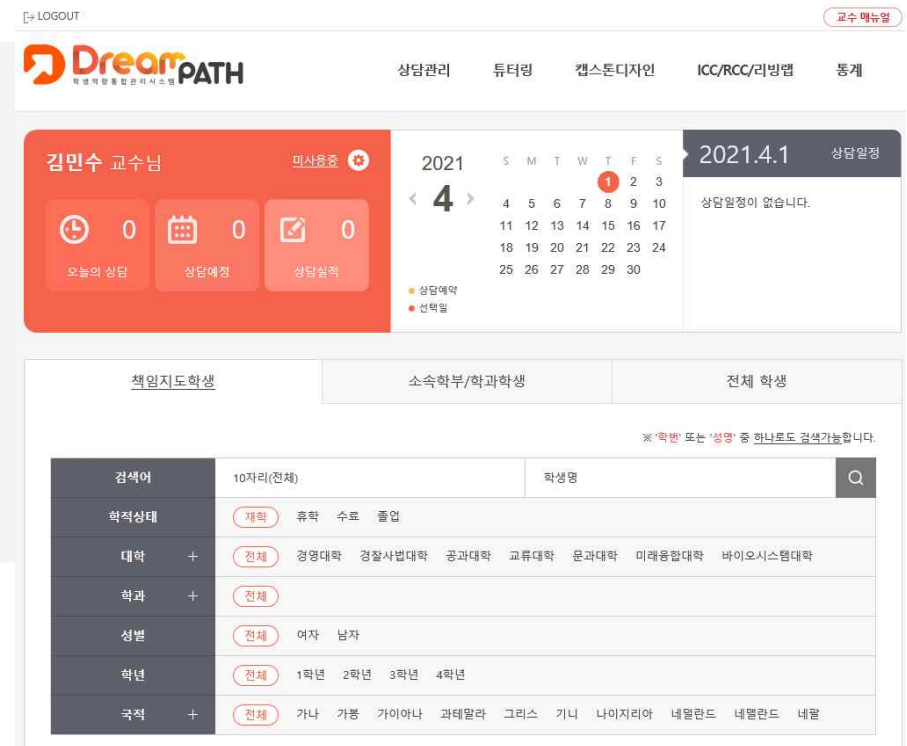 LOGOUT
교수 매뉴얼
Dream PATH
학생역량통합관리시스템
상담관리 튜터링 캡스톤디자인 ICC/RCC/리빙랩 통계
김민수 교수님
미사용중
0 0 0
오늘의 상담 상담예정 상담실적
2021
4
S M T W T F S
1 2 3
4 5 6 7 8 9 10
11 12 13 14 15 16 17
18 19 20 21 22 23 24
25 26 27 28 29 30
상담예약
선택일
2021.4.1 상담일정
상담일정이 없습니다.
책임지도학생 소속학부/학과학생 전체 학생
※ '학번' 또는 '성명' 중 하나로도 검색가능합니다.
검색어 10자리(전체) 학생명
학적상태 재학 휴학 수료 졸업
대학 + 전체 경영대학 경찰사법대학 공과대학 교류대학 문과대학 미래융합대학 바이오시스템대학
학과 + 전체
성별 전체 여자 남자
학년 전체 1학년 2학년 3학년 4학년
국적 + 전체 가나 가봉 가이아나 과테말라 그리스 기니 나이지리아 네델란드 네델란드 네팔